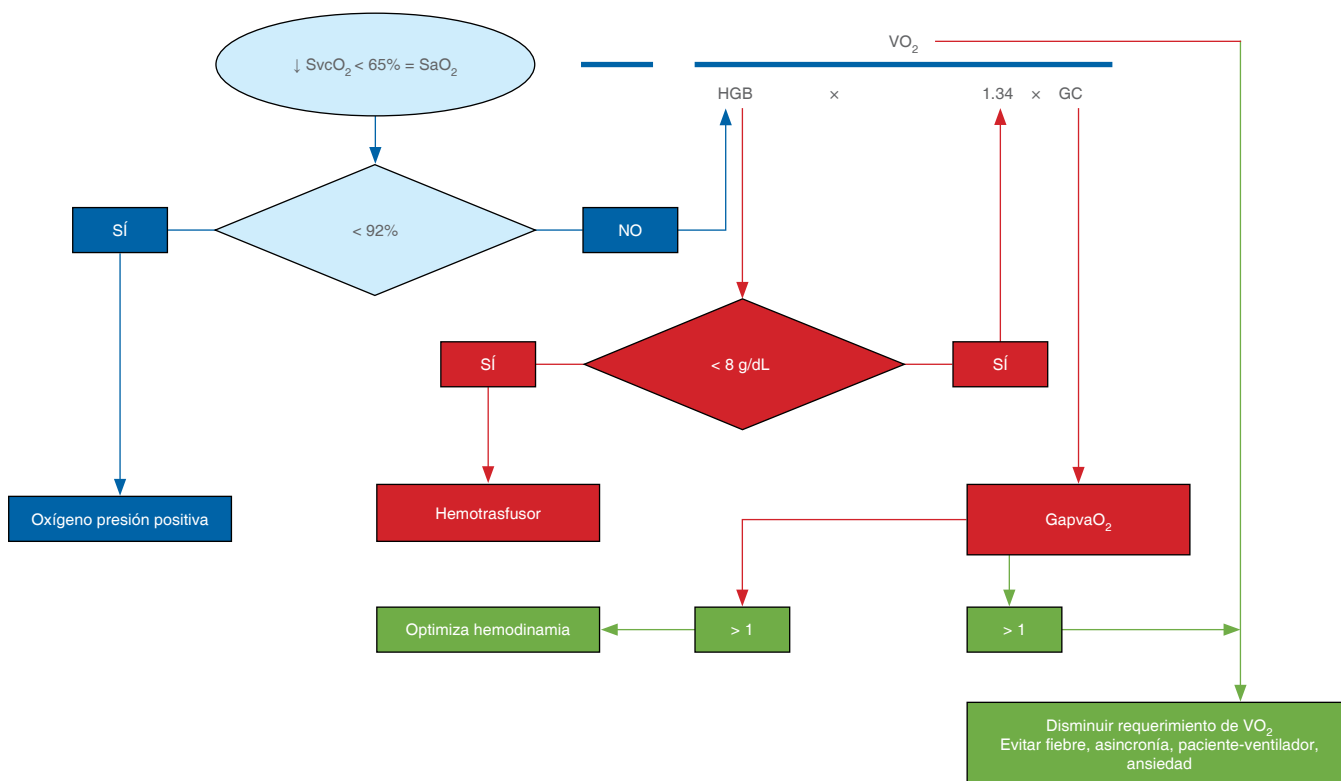 ↓ SvcO₂ < 65% = SaO₂
VO₂
HGB × 1.34 × GC
< 92%
SÍ
NO
< 8 g/dL
SÍ
SÍ
Oxígeno presión positiva
Hemotrasfusor
GapvaO₂
Optimiza hemodinamia
> 1
> 1
Disminuir requerimiento de VO₂
Evitar fiebre, asincronía, paciente-ventilador,
ansiedad